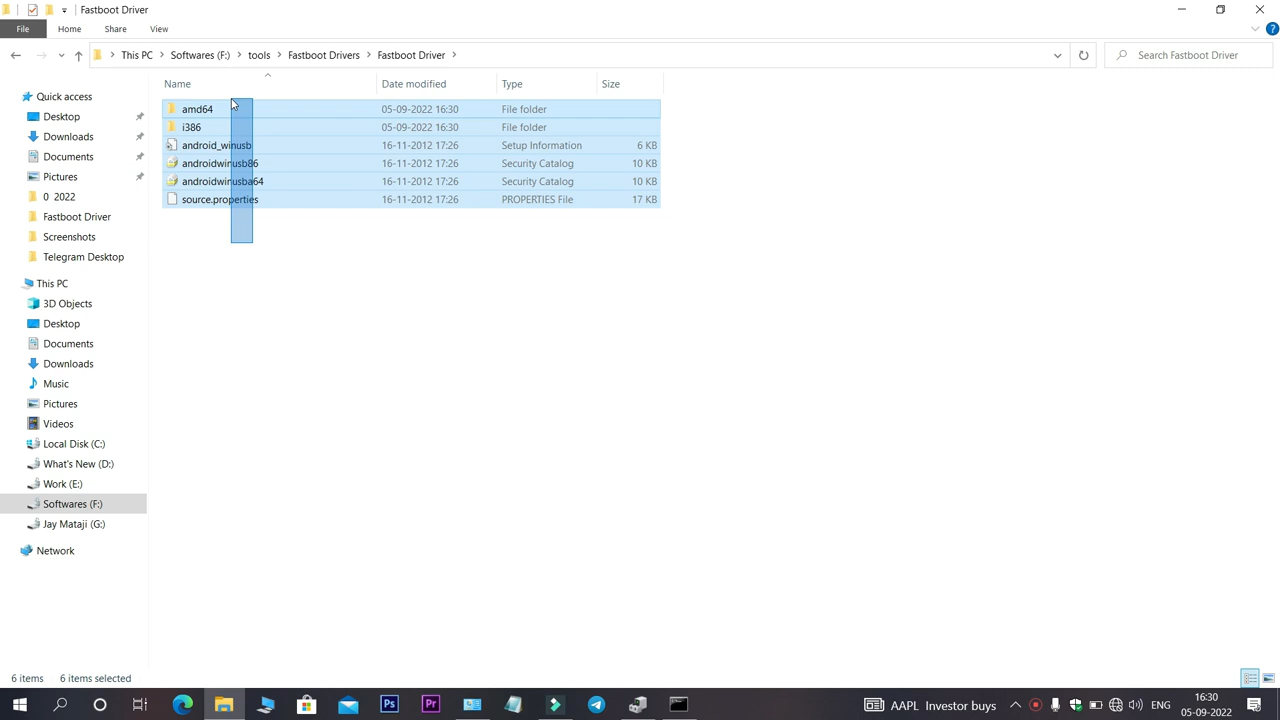 Fastboot Driver
File Home Share View
This PC Softwares (F:) tools Fastboot Drivers Fastboot Driver Search Fastboot Driver
Name Date modified Type Size
amd64 05-09-2022 16:30 File folder
i386 05-09-2022 16:30 File folder
android_winusb 16-11-2012 17:26 Setup Information 6 KB
androidwinusb86 16-11-2012 17:26 Security Catalog 10 KB
androidwinusba64 16-11-2012 17:26 Security Catalog 10 KB
source.properties 16-11-2012 17:26 PROPERTIES File 17 KB
Quick access
Desktop
Downloads
Documents
Pictures
0 2022
Fastboot Driver
Screenshots
Telegram Desktop
This PC
3D Objects
Desktop
Documents
Downloads
Music
Pictures
Videos
Local Disk (C:)
What's New (D:)
Work (E:)
Softwares (F:)
Jay Mataji (G:)
Network
6 items 6 items selected
Ps Pr AAPL Investor buys ENG 16:30
05-09-2022